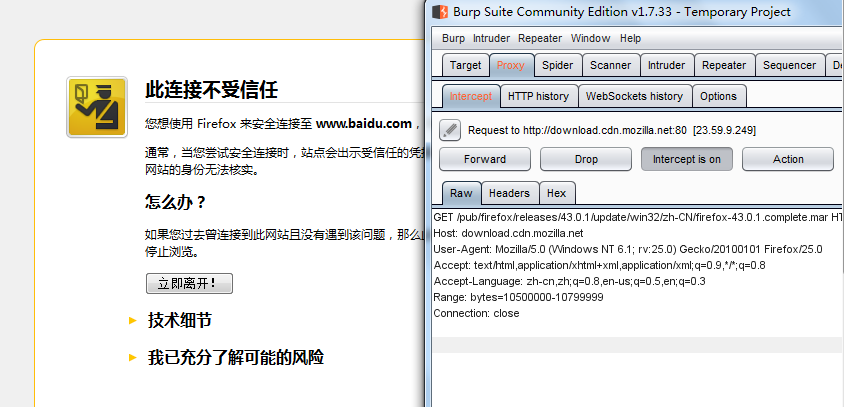 此连接不受信任
您想使用 Firefox 来安全连接至 www.baidu.com，
通常，当您尝试安全连接时，站点会出示受信任的凭
网站的身份无法核实。
怎么办？
如果您过去曾连接到此网站且没有遇到该问题，那么
停止浏览。
立即离开！
技术细节
我已充分了解可能的风险
Burp Suite Community Edition v1.7.33 - Temporary Project
Burp Intruder Repeater Window Help
Target Proxy Spider Scanner Intruder Repeater Sequencer
Intercept HTTP history WebSockets history Options
Request to http://download.cdn.mozilla.net:80 [23.59.9.249]
Forward Drop Intercept is on Action
Raw Headers Hex
GET /pub/firefox/releases/43.0.1/update/win32/zh-CN/firefox-43.0.1.complete.mar HT
Host: download.cdn.mozilla.net
User-Agent: Mozilla/5.0 (Windows NT 6.1; rv:25.0) Gecko/20100101 Firefox/25.0
Accept: text/html,application/xhtml+xml,application/xml;q=0.9,*/*;q=0.8
Accept-Language: zh-cn,zh;q=0.8,en-us;q=0.5,en;q=0.3
Range: bytes=10500000-10799999
Connection: close